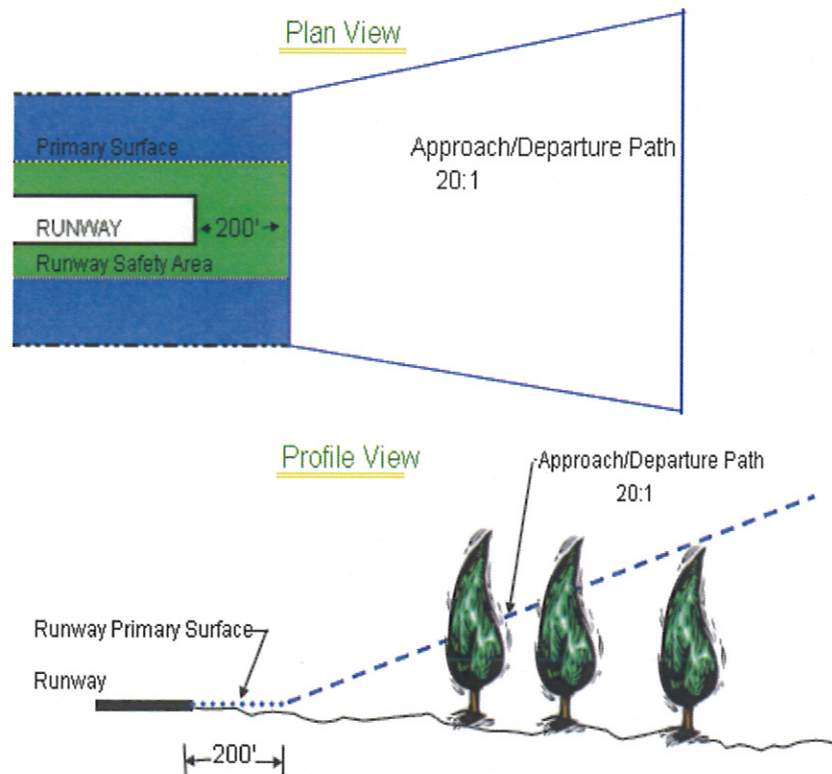 Plan View
Primary Surface
Approach/Departure Path
20:1
RUNWAY
200'
Runway Safety Area
Profile View
Approach/Departure Path
20:1
Runway Primary Surface
Runway
200'